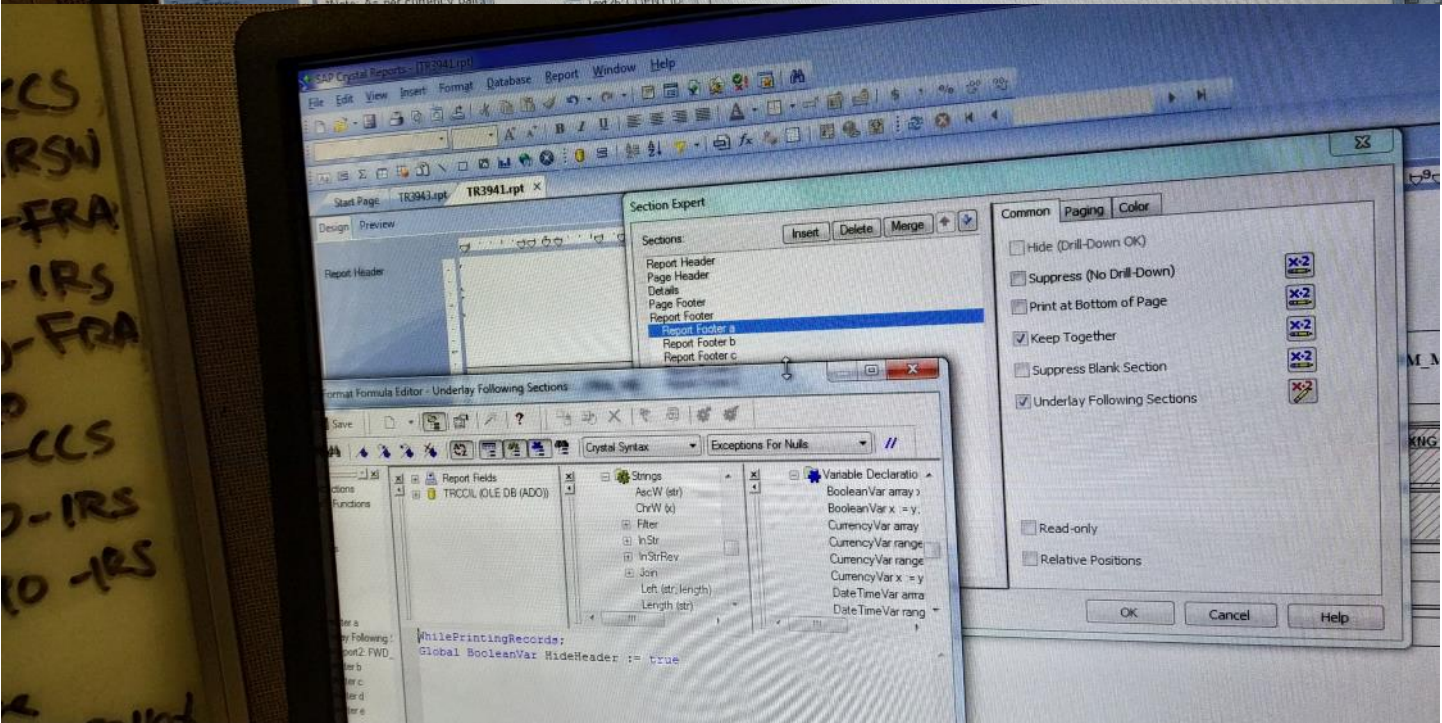 CCS
RSW
-FRA
-IRS
-FRA
-CCS
O-IRS
TO -IRS
SAP Crystal Reports - [TR3941.rpt]
File Edit View Insert Format Database Report Window Help
Start Page TR3943.rpt TR3941.rpt ×
Design Preview
Report Header
Section Expert
Sections:
Insert Delete Merge
Report Header
Page Header
Details
Page Footer
Report Footer
Report Footer a
Report Footer b
Report Footer c
Common Paging Color
Hide (Drill-Down OK)
Suppress (No Drill-Down)
Print at Bottom of Page
Keep Together
Suppress Blank Section
Underlay Following Sections
Read-only
Relative Positions
OK Cancel Help
Format Formula Editor - Underlay Following Sections
Save
Crystal Syntax
Exceptions For Nulls
//
Functions
Report Fields
TRCCIL (OLE DB (ADO))
Strings
AscW (str)
ChrW (x)
Filter
InStr
InStrRev
Join
Left (str, length)
Length (str)
Variable Declaratio
BooleanVar array
BooleanVar x := y
CurrencyVar array
CurrencyVar range
CurrencyVar range
CurrencyVar x := y
DateTimeVar arra
DateTimeVar rang
WhilePrintingRecords;
Global BooleanVar HideHeader := true